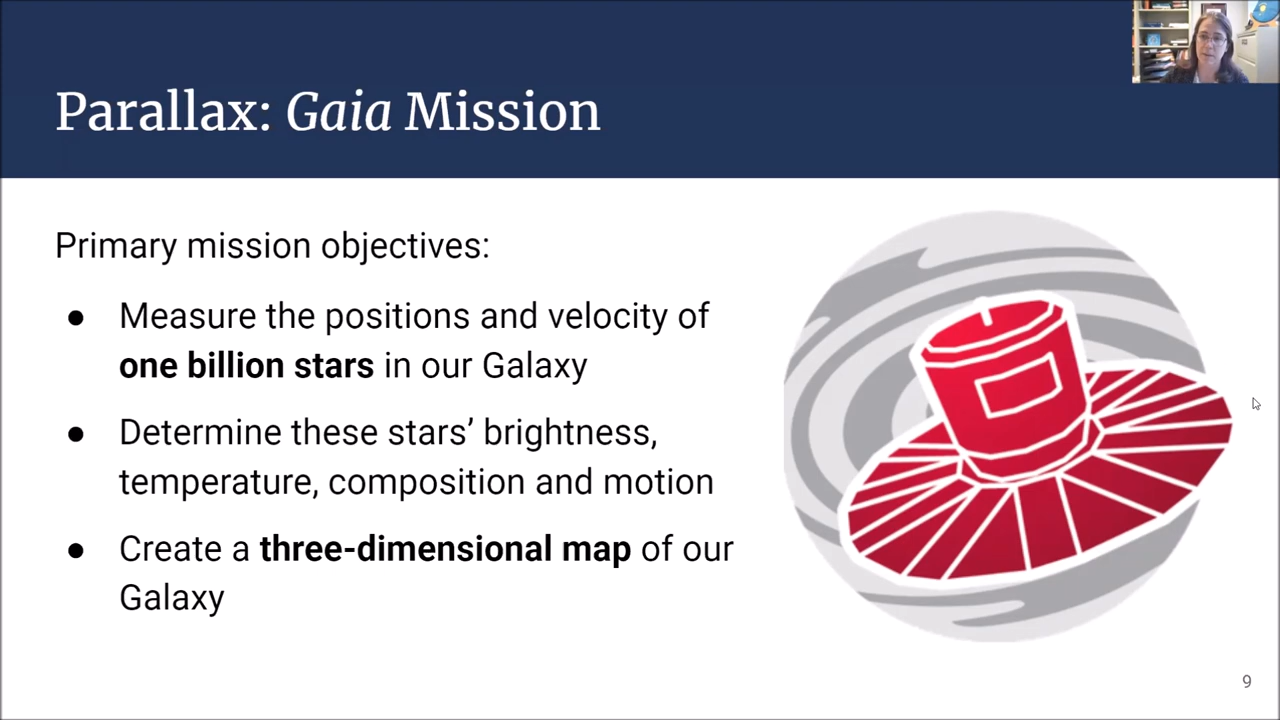 Parallax: Gaia Mission
Primary mission objectives:
● Measure the positions and velocity of
one billion stars in our Galaxy
● Determine these stars’ brightness,
temperature, composition and motion
● Create a three-dimensional map of our
Galaxy
9